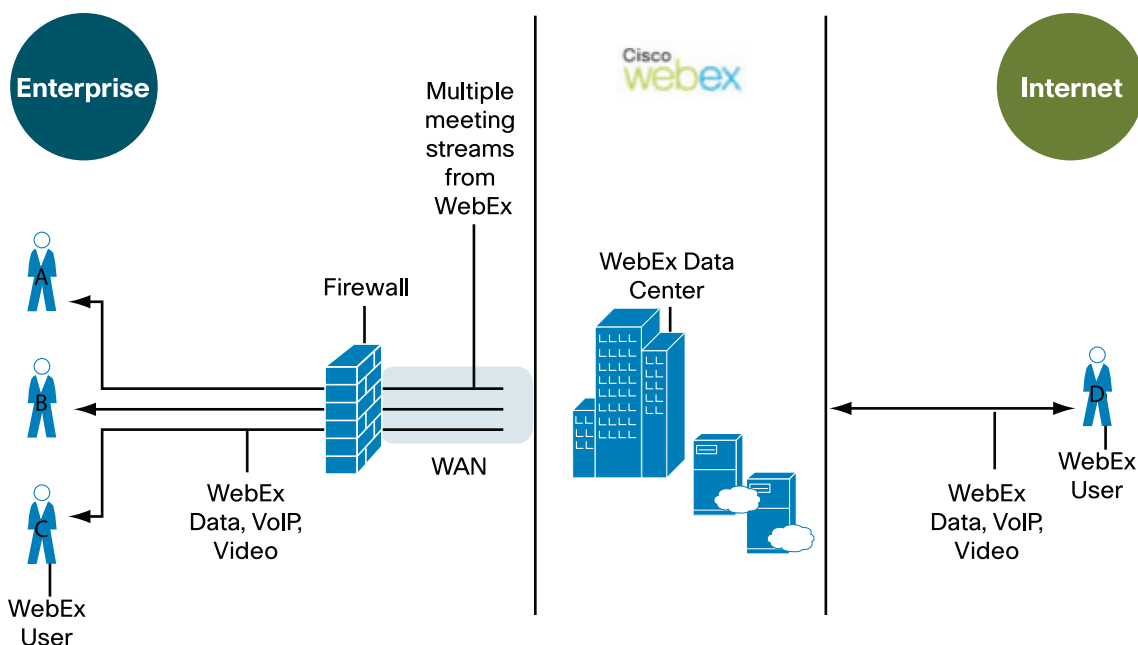 Enterprise
Multiple
meeting
streams
from
WebEx
Cisco
webex
Internet
A
B
C
Firewall
WAN
WebEx
Data, VoIP,
Video
WebEx
User
WebEx Data
Center
D
WebEx
User
WebEx
Data, VoIP,
Video